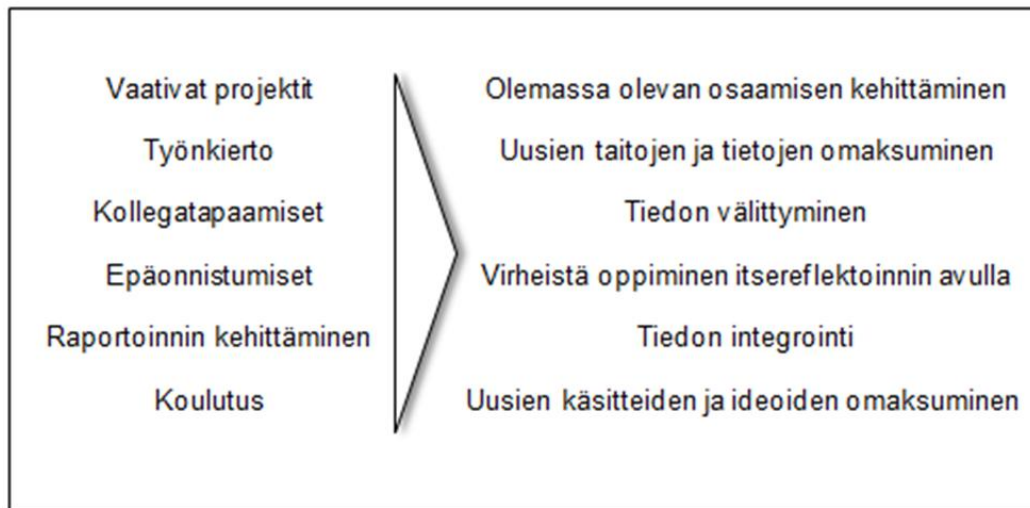 Vaativat projektit
Olemassa olevan osaamisen kehittäminen
Työnkierto
Uusien taitojen ja tietojen omaksuminen
Kollegatapaamiset
Tiedon välittyminen
Epäonnistumiset
Virheistä oppiminen itsereflektoinnin avulla
Raportoinnin kehittäminen
Tiedon integrointi
Koulutus
Uusien käsitteiden ja ideoiden omaksuminen